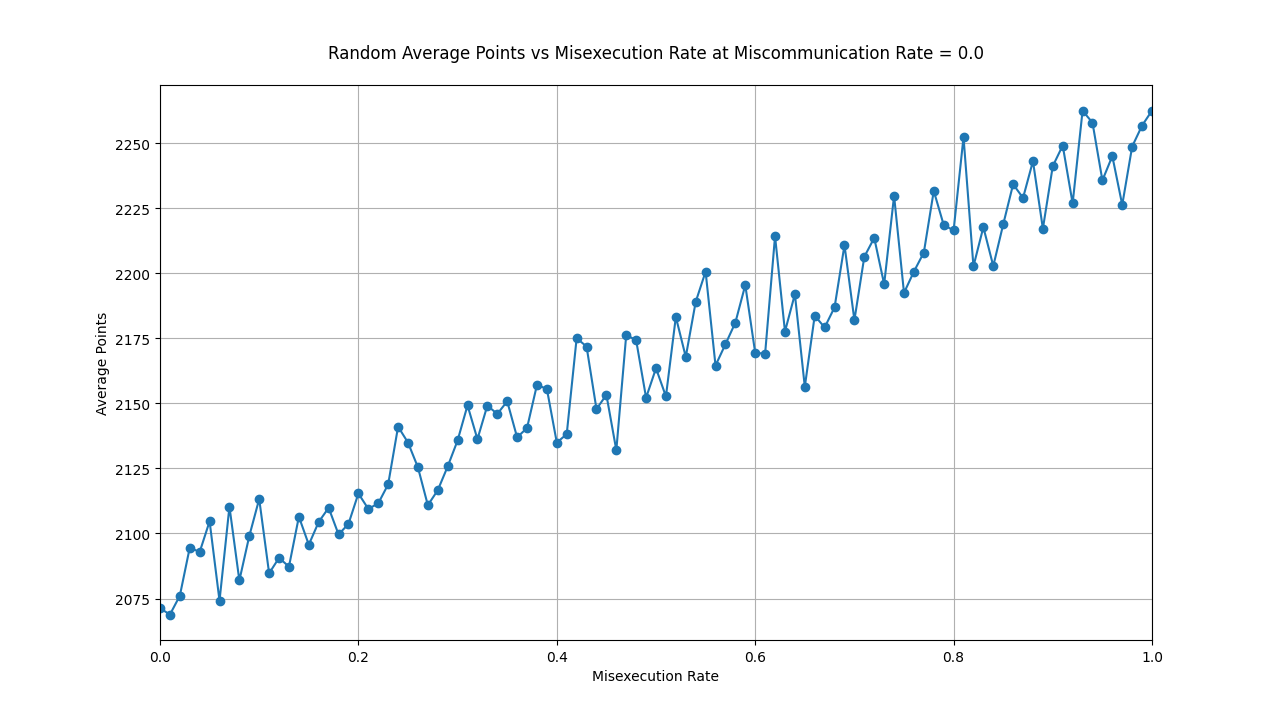 Random Average Points vs Misexecution Rate at Miscommunication Rate = 0.0
Average Points
2250
2225
2200
2175
2150
2125
2100
2075
0.0 0.2 0.4 0.6 0.8 1.0
Misexecution Rate